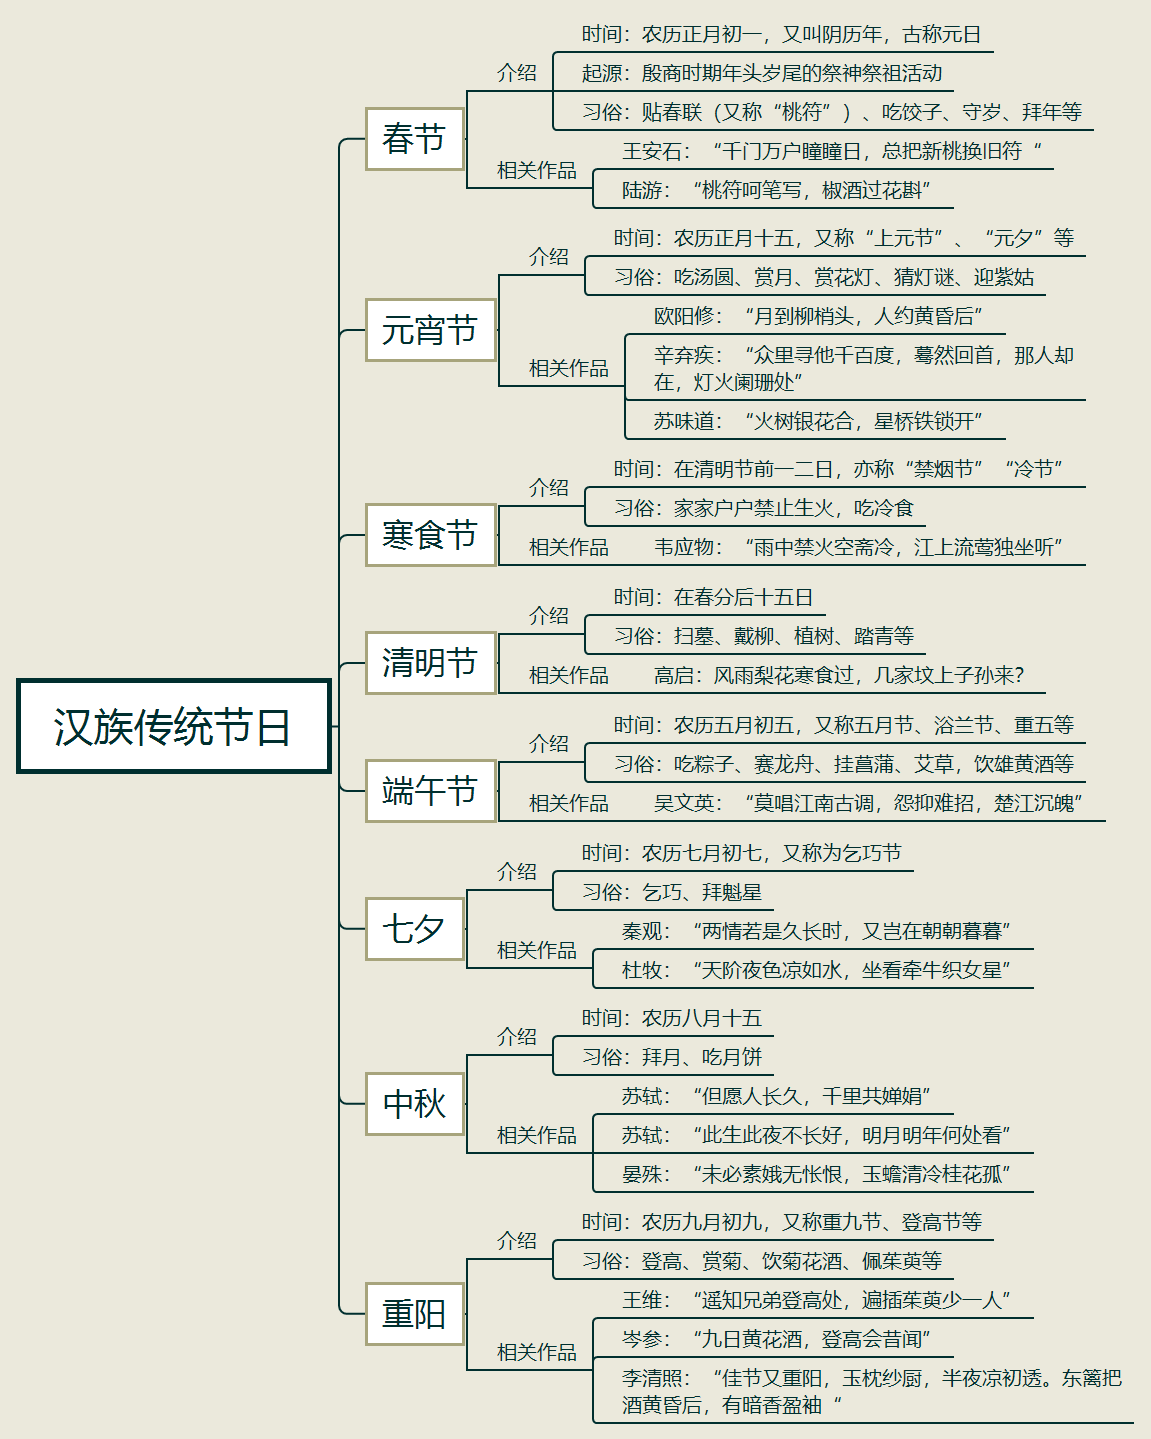 汉族传统节日
春节
介绍
时间：农历正月初一，又叫阴历年，古称元日
起源：殷商时期年头岁尾的祭神祭祖活动
习俗：贴春联（又称“桃符”）、吃饺子、守岁、拜年等
相关作品
王安石：“千门万户瞳瞳日，总把新桃换旧符“
陆游：“桃符呵笔写，椒酒过花斟”
元宵节
介绍
时间：农历正月十五，又称“上元节”、“元夕”等
习俗：吃汤圆、赏月、赏花灯、猜灯谜、迎紫姑
相关作品
欧阳修：“月到柳梢头，人约黄昏后”
辛弃疾：“众里寻他千百度，蓦然回首，那人却
在，灯火阑珊处”
苏味道：“火树银花合，星桥铁锁开”
寒食节
介绍
时间：在清明节前一二日，亦称“禁烟节”“冷节”
习俗：家家户户禁止生火，吃冷食
相关作品
韦应物：“雨中禁火空斋冷，江上流莺独坐听”
清明节
介绍
时间：在春分后十五日
习俗：扫墓、戴柳、植树、踏青等
相关作品
高启：风雨梨花寒食过，几家坟上子孙来？
端午节
介绍
时间：农历五月初五，又称五月节、浴兰节、重五等
习俗：吃粽子、赛龙舟、挂菖蒲、艾草，饮雄黄酒等
相关作品
吴文英：“莫唱江南古调，怨抑难招，楚江沉魄”
七夕
介绍
时间：农历七月初七，又称为乞巧节
习俗：乞巧、拜魁星
相关作品
秦观：“两情若是久长时，又岂在朝朝暮暮”
杜牧：“天阶夜色凉如水，坐看牵牛织女星”
中秋
介绍
时间：农历八月十五
习俗：拜月、吃月饼
相关作品
苏轼：“但愿人长久，千里共婵娟”
苏轼：“此生此夜不长好，明月明年何处看”
晏殊：“未必素娥无怅恨，玉蟾清冷桂花孤”
重阳
介绍
时间：农历九月初九，又称重九节、登高节等
习俗：登高、赏菊、饮菊花酒、佩茱萸等
相关作品
王维：“遥知兄弟登高处，遍插茱萸少一人”
岑参：“九日黄花酒，登高会昔闻”
李清照：“佳节又重阳，玉枕纱厨，半夜凉初透。东篱把
酒黄昏后，有暗香盈袖“